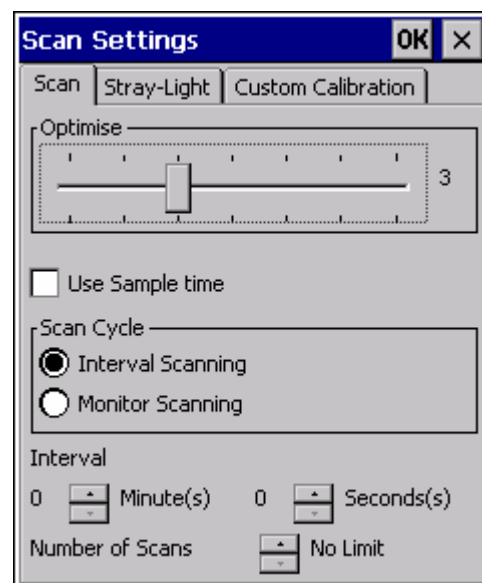 Scan Settings OK ×
Scan Stray-Light Custom Calibration
Optimise
3
Use Sample time
Scan Cycle
Interval Scanning
Monitor Scanning
Interval
0 Minute(s) 0 Seconds(s)
Number of Scans No Limit